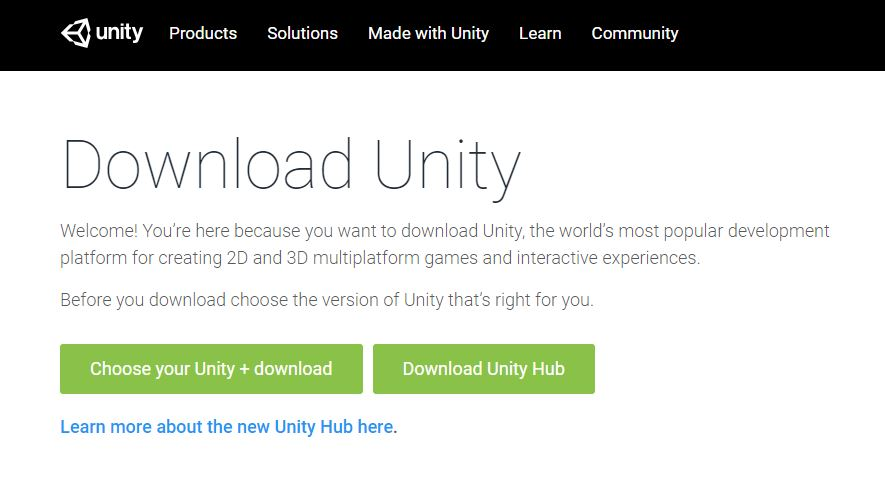 unity Products Solutions Made with Unity Learn Community
Download Unity
Welcome! You’re here because you want to download Unity, the world’s most popular development
platform for creating 2D and 3D multiplatform games and interactive experiences.
Before you download choose the version of Unity that’s right for you.
Choose your Unity + download Download Unity Hub
Learn more about the new Unity Hub here.